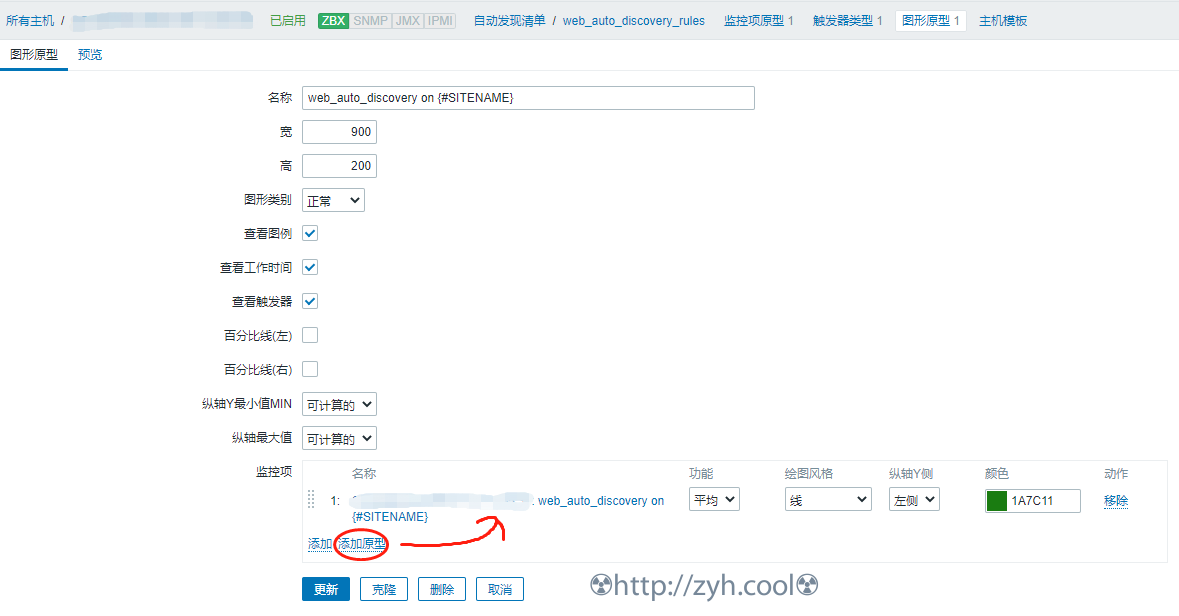 所有主机 / 已启用 ZBX SNMP JMX IPMI 自动发现清单 / web_auto_discovery_rules 监控项原型 1 触发器类型 1 图形原型 1 主机模板
图形原型 预览
名称 web_auto_discovery on {#SITENAME}
宽 900
高 200
图形类别 正常
查看图例
查看工作时间
查看触发器
百分比线(左)
百分比线(右)
纵轴Y最小值MIN 可计算的
纵轴最大值 可计算的
监控项 名称 功能 绘图风格 纵轴Y侧 颜色 动作
1: : web_auto_discovery on 平均 线 左侧 1A7C11 移除
{#SITENAME}
添加 添加原型
更新 克隆 删除 取消
☢http://zyh.cool☢